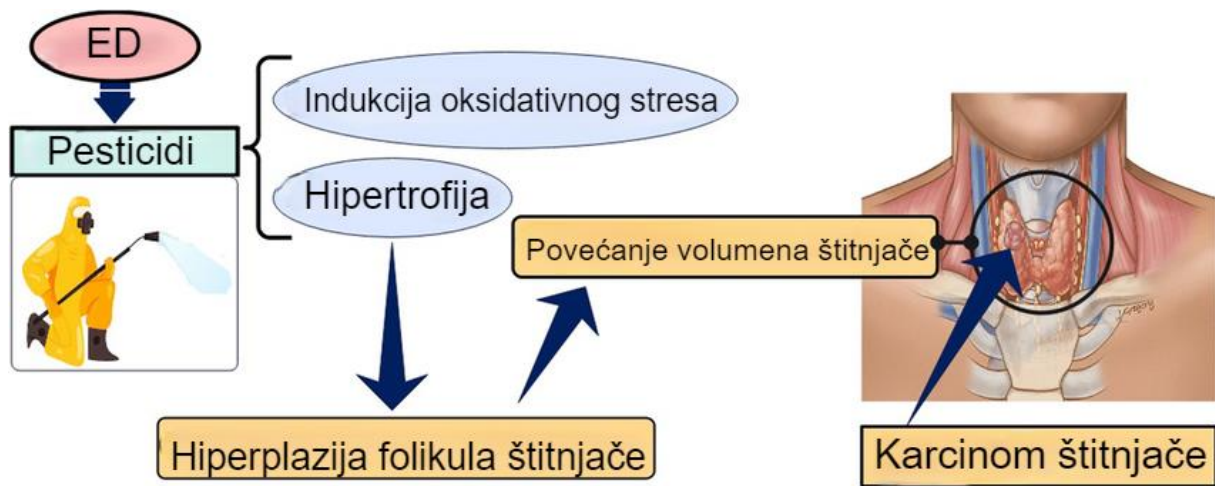 ED
Pesticidi
Indukcija oksidativnog stresa
Hipertrofija
Hiperplazija folikula štitnjače
Povećanje volumena štitnjače
Karcinom štitnjače